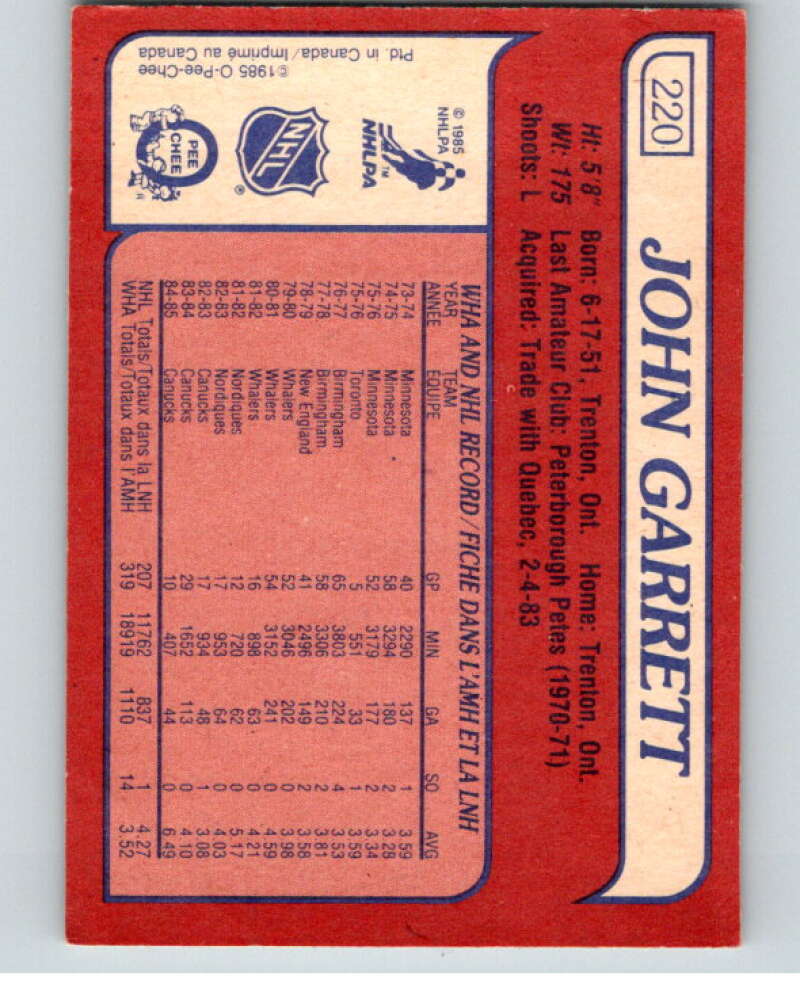 220
JOHN GARRETT
Ht: 5'8" Born: 6-17-51, Trenton, Ont. Home: Trenton, Ont.
Wt: 175 Last Amateur Club: Peterborough Petes (1970-71)
Shoots: L Acquired: Trade with Quebec, 2-4-83
© 1985
NHLPA
NHLPA™
NHL®
O
PEE
CHEE
©1985 O-Pee-Chee
Ptd. in Canada/Imprimé au Canada
WHA AND NHL RECORD/FICHE DANS L'AMH ET LA LNH
YEAR TEAM
ANNÉE ÉQUIPE GP MIN GA SO AVG
73-74 Minnesota 40 2290 137 1 3.59
74-75 Minnesota 58 3294 180 2 3.28
75-76 Minnesota 52 3179 177 2 3.34
75-76 Toronto 5 551 33 1 3.59
76-77 Birmingham 65 3803 224 4 3.53
77-78 Birmingham 58 3306 210 2 3.81
78-79 New England 41 2496 149 2 3.58
79-80 Whalers 52 3046 202 0 3.98
80-81 Whalers 54 3152 241 0 4.59
81-82 Whalers 16 898 63 0 4.21
81-82 Nordiques 12 720 62 0 5.17
82-83 Nordiques 17 953 64 0 4.03
82-83 Canucks 17 934 48 1 3.08
83-84 Canucks 29 1652 113 0 4.10
84-85 Canucks 10 407 44 0 6.49
NHL Totals/Totaux dans la LNH 207 11762 837 1 4.27
WHA Totals/Totaux dans l'AMH 319 18919 1110 14 3.52